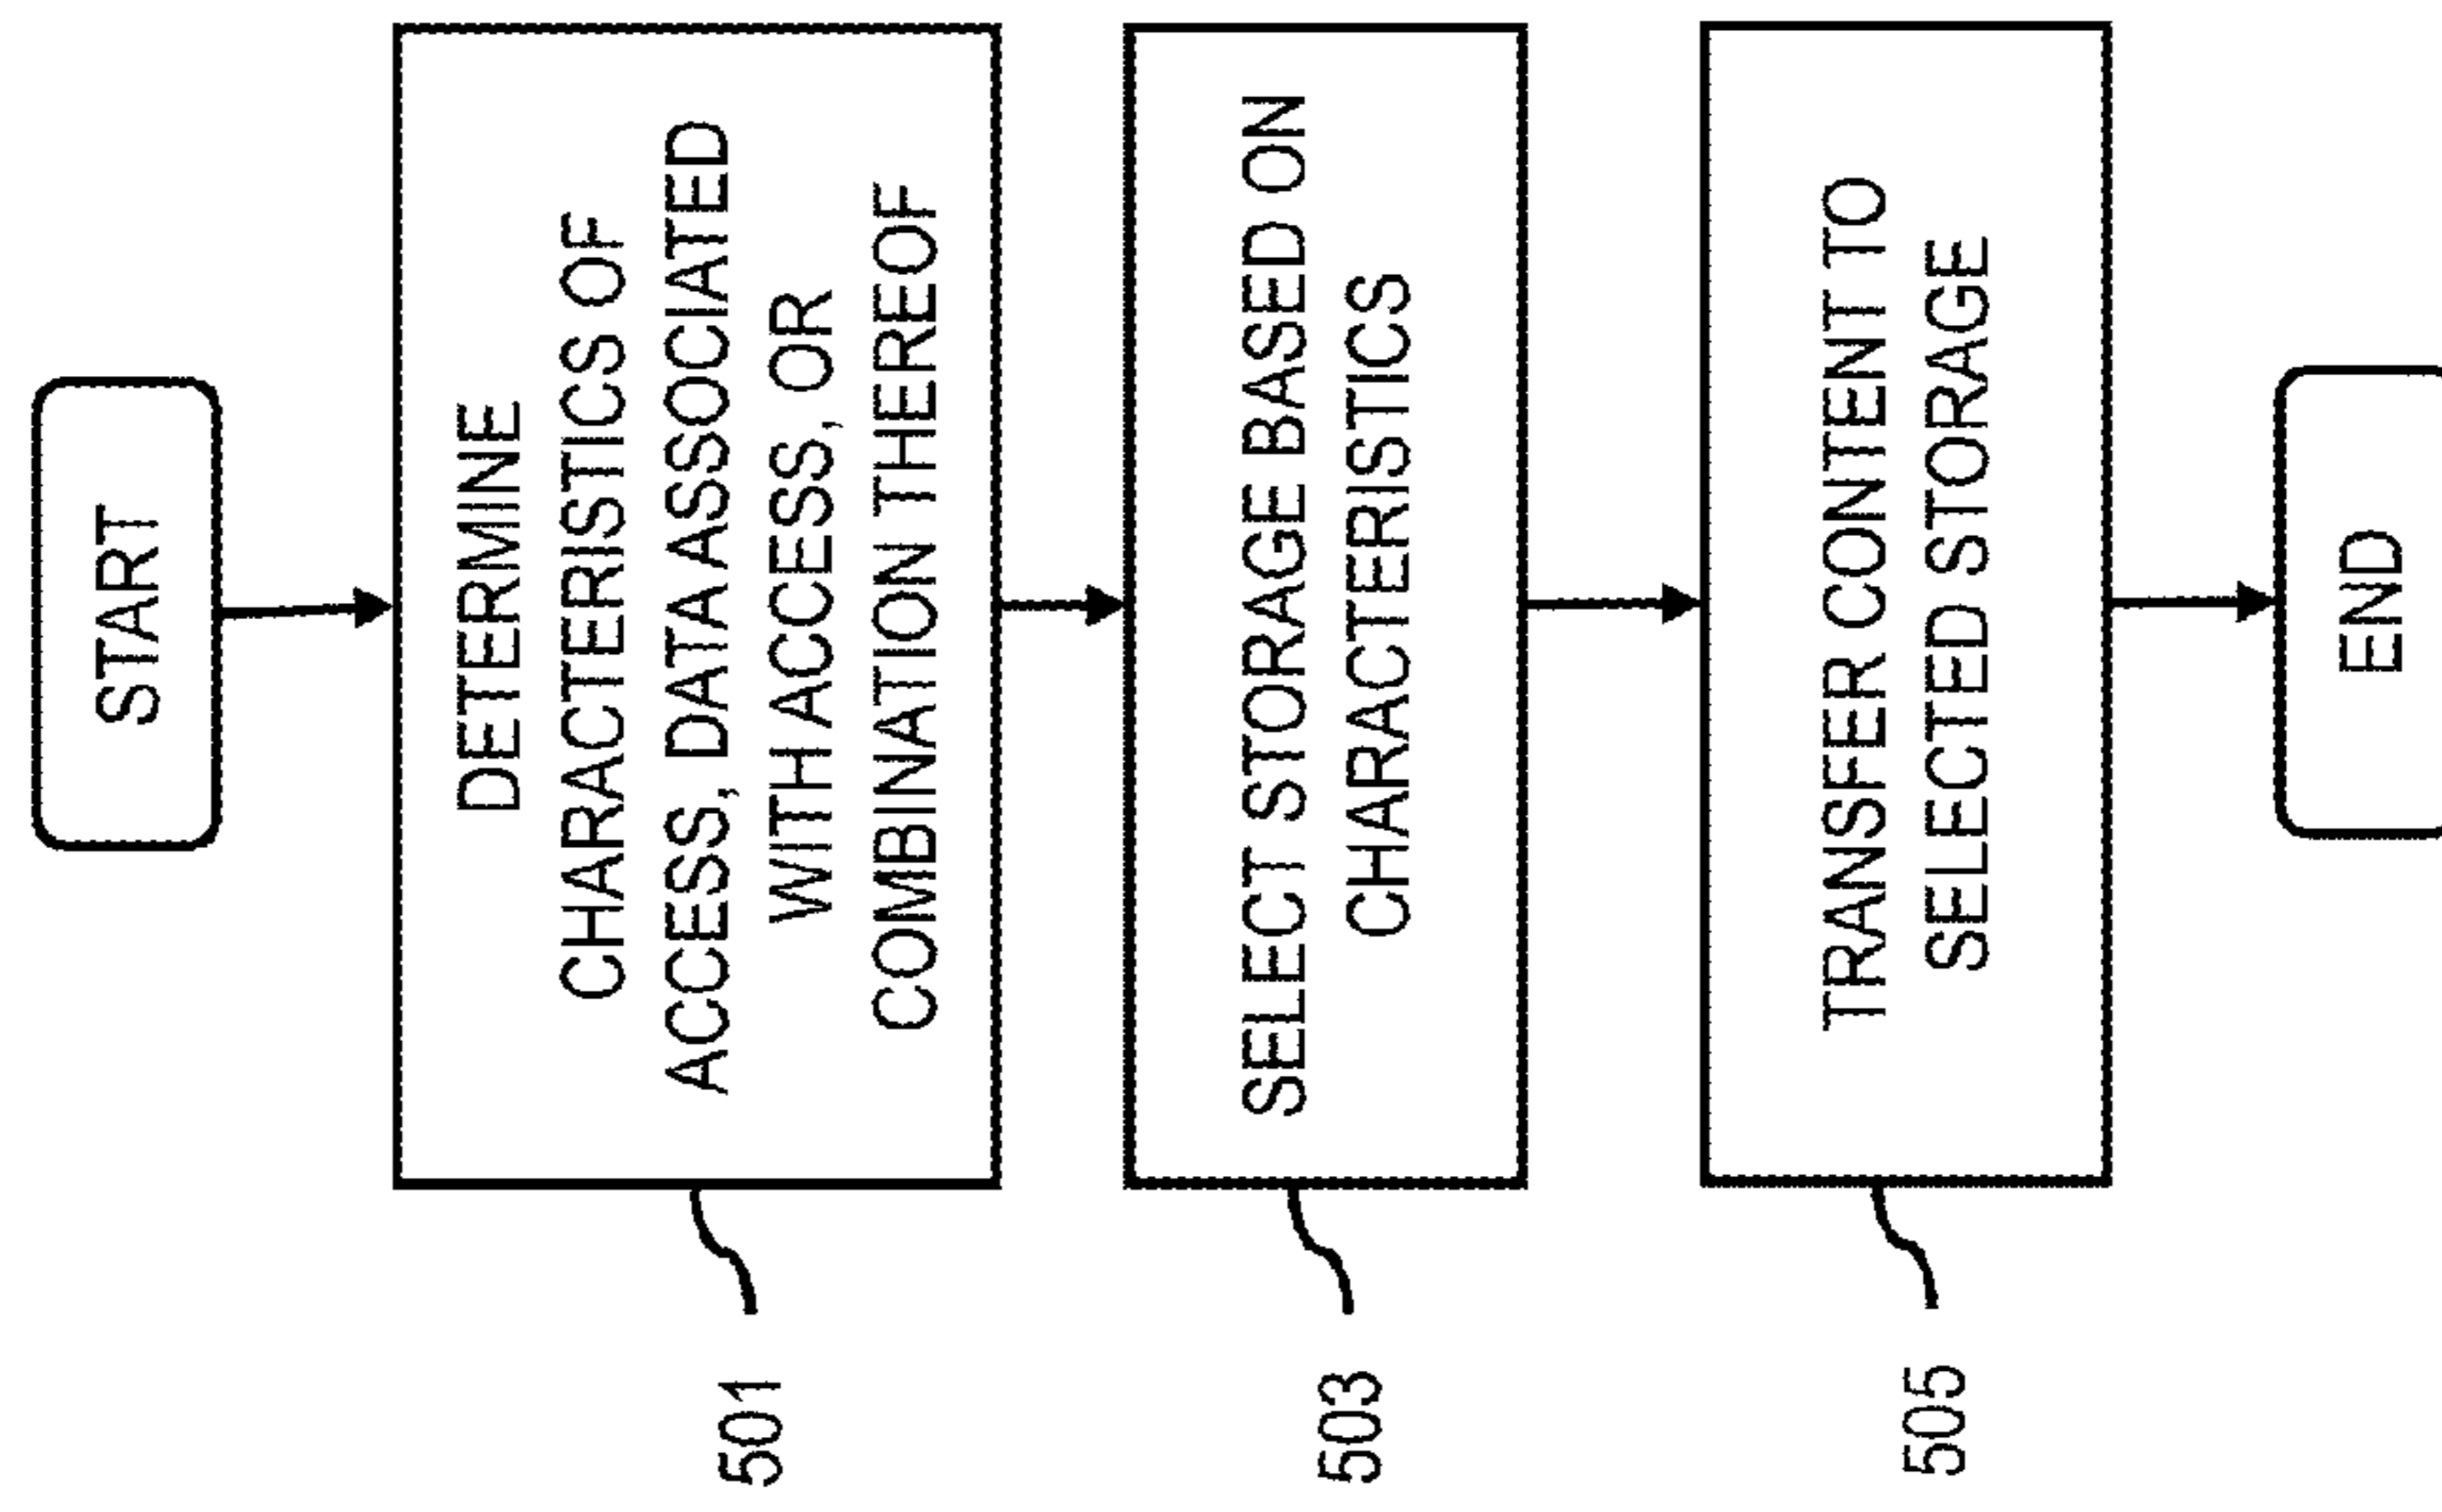 START
DETERMINE
CHARACTERISTICS OF
ACCESS, DATA ASSOCIATED
WITH ACCESS, OR
COMBINATION THEREOF
501
SELECT STORAGE BASED ON
CHARACTERISTICS
503
TRANSFER CONTENT TO
SELECTED STORAGE
505
END